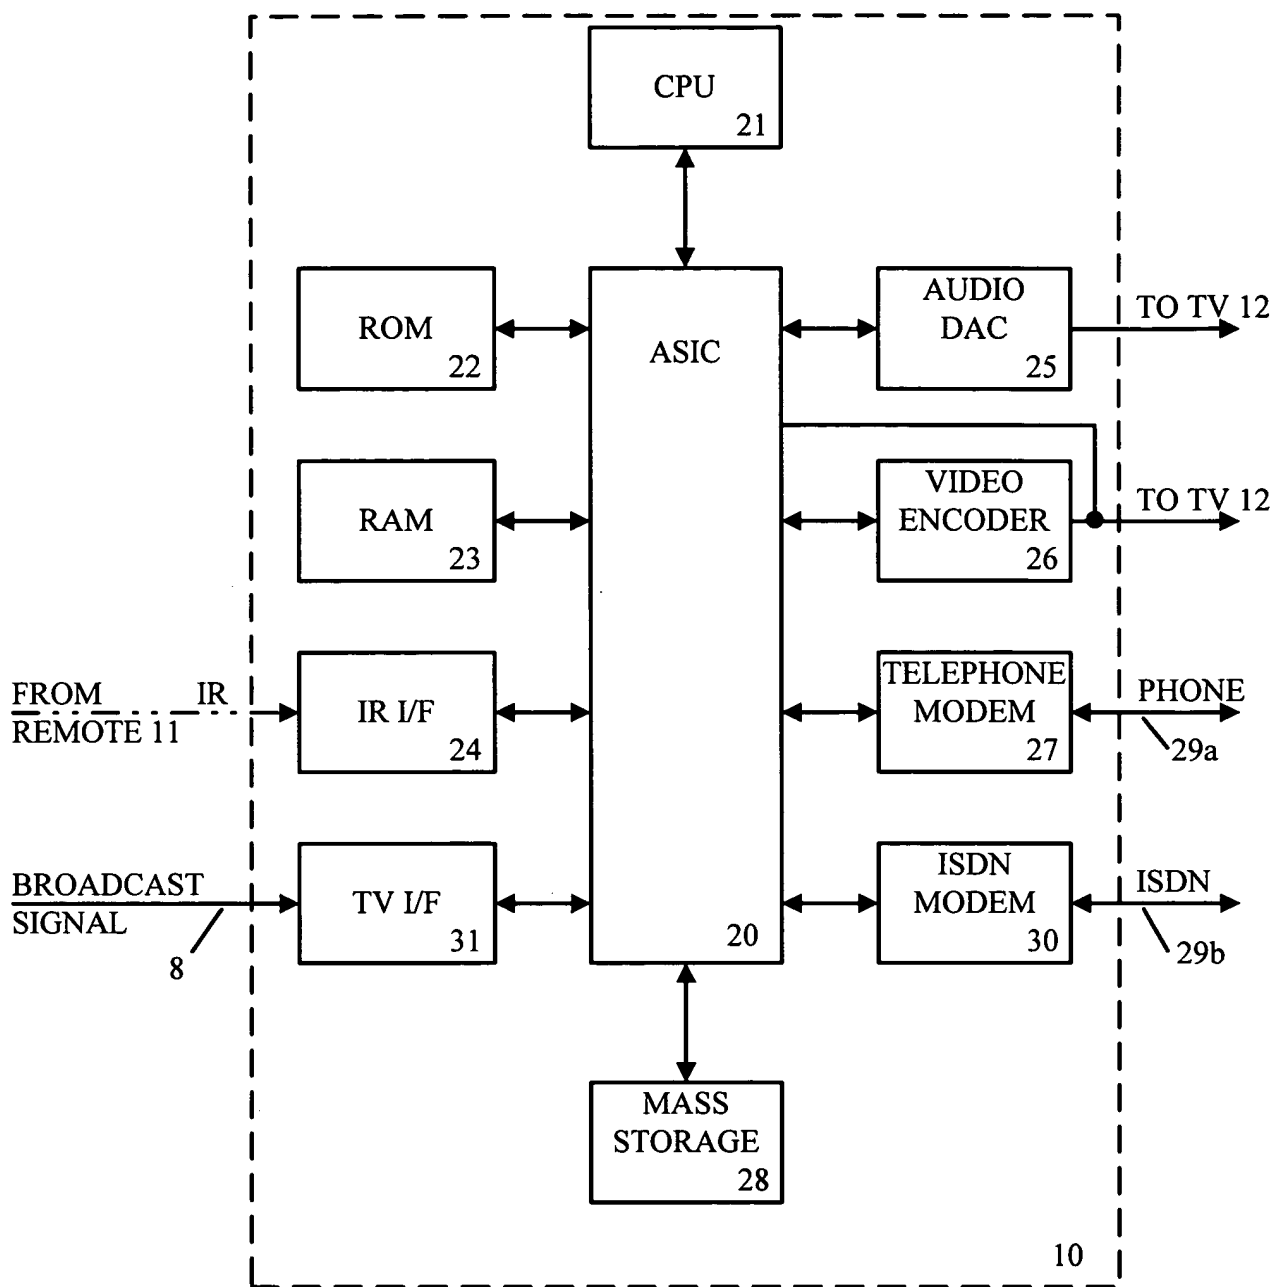 CPU
21
ROM
22
ASIC
20
AUDIO
DAC
25
TO TV 12
RAM
23
VIDEO
ENCODER
26
TO TV 12
FROM IR
REMOTE 11
IR I/F
24
TELEPHONE
MODEM
27
PHONE
29a
BROADCAST
SIGNAL
8
TV I/F
31
ISDN
MODEM
30
ISDN
29b
MASS
STORAGE
28
10